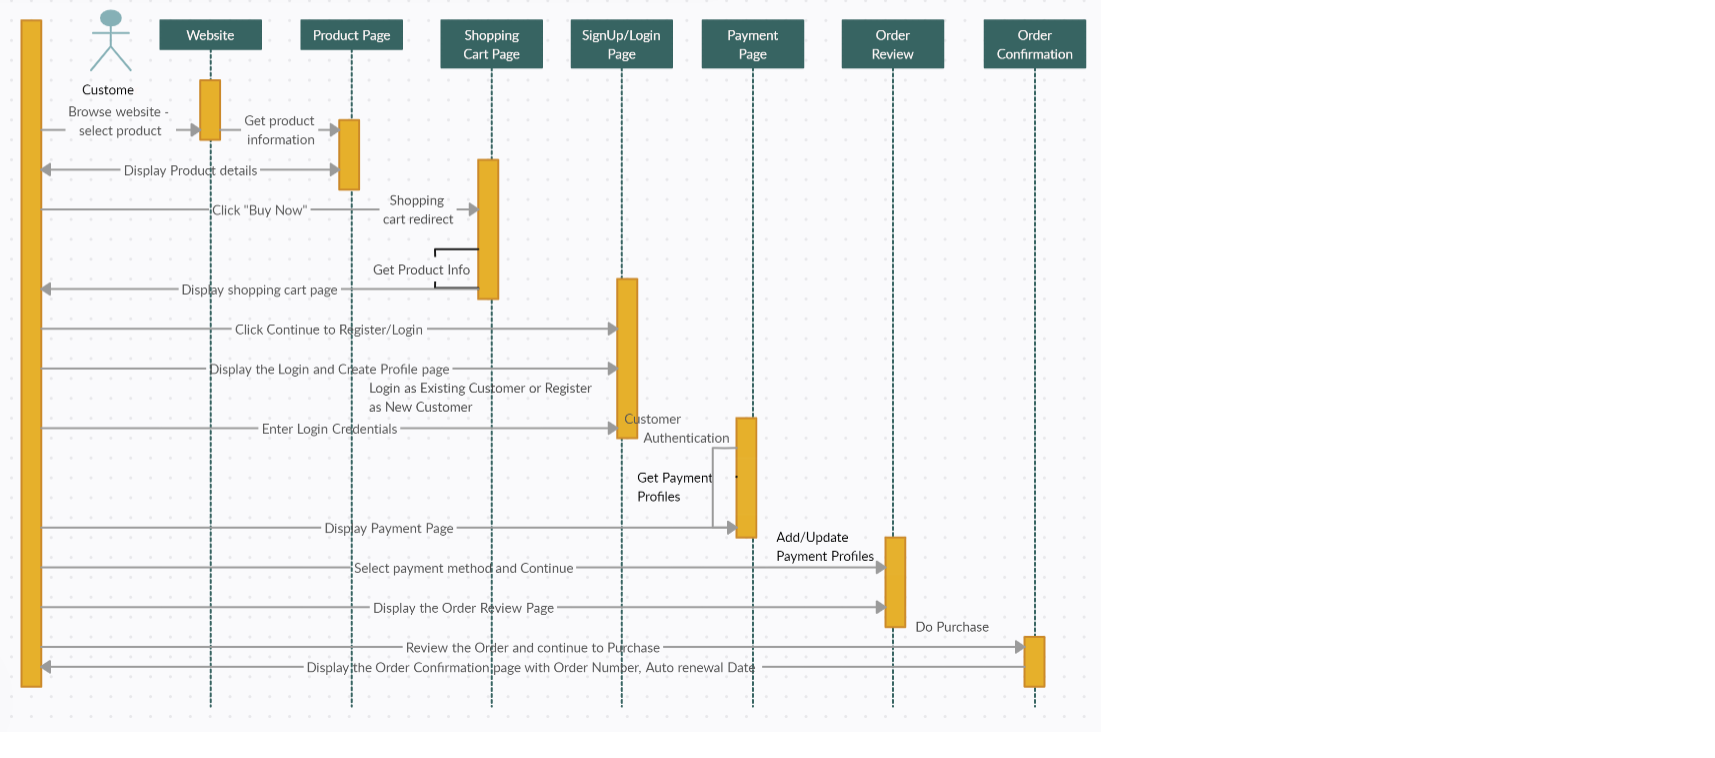 Website
Product Page
Shopping
Cart Page
SignUp/Login
Page
Payment
Page
Order
Review
Order
Confirmation
Custome
Browse website -
select product
Get product
information
Display Product details
Click "Buy Now"
Shopping
cart redirect
Get Product Info
Display shopping cart page
Click Continue to Register/Login
Display the Login and Create Profile page
Login as Existing Customer or Register
as New Customer
Enter Login Credentials
Customer
Authentication
Get Payment
Profiles
Display Payment Page
Add/Update
Payment Profiles
Select payment method and Continue
Display the Order Review Page
Do Purchase
Review the Order and continue to Purchase
Display the Order Confirmation page with Order Number, Auto renewal Date